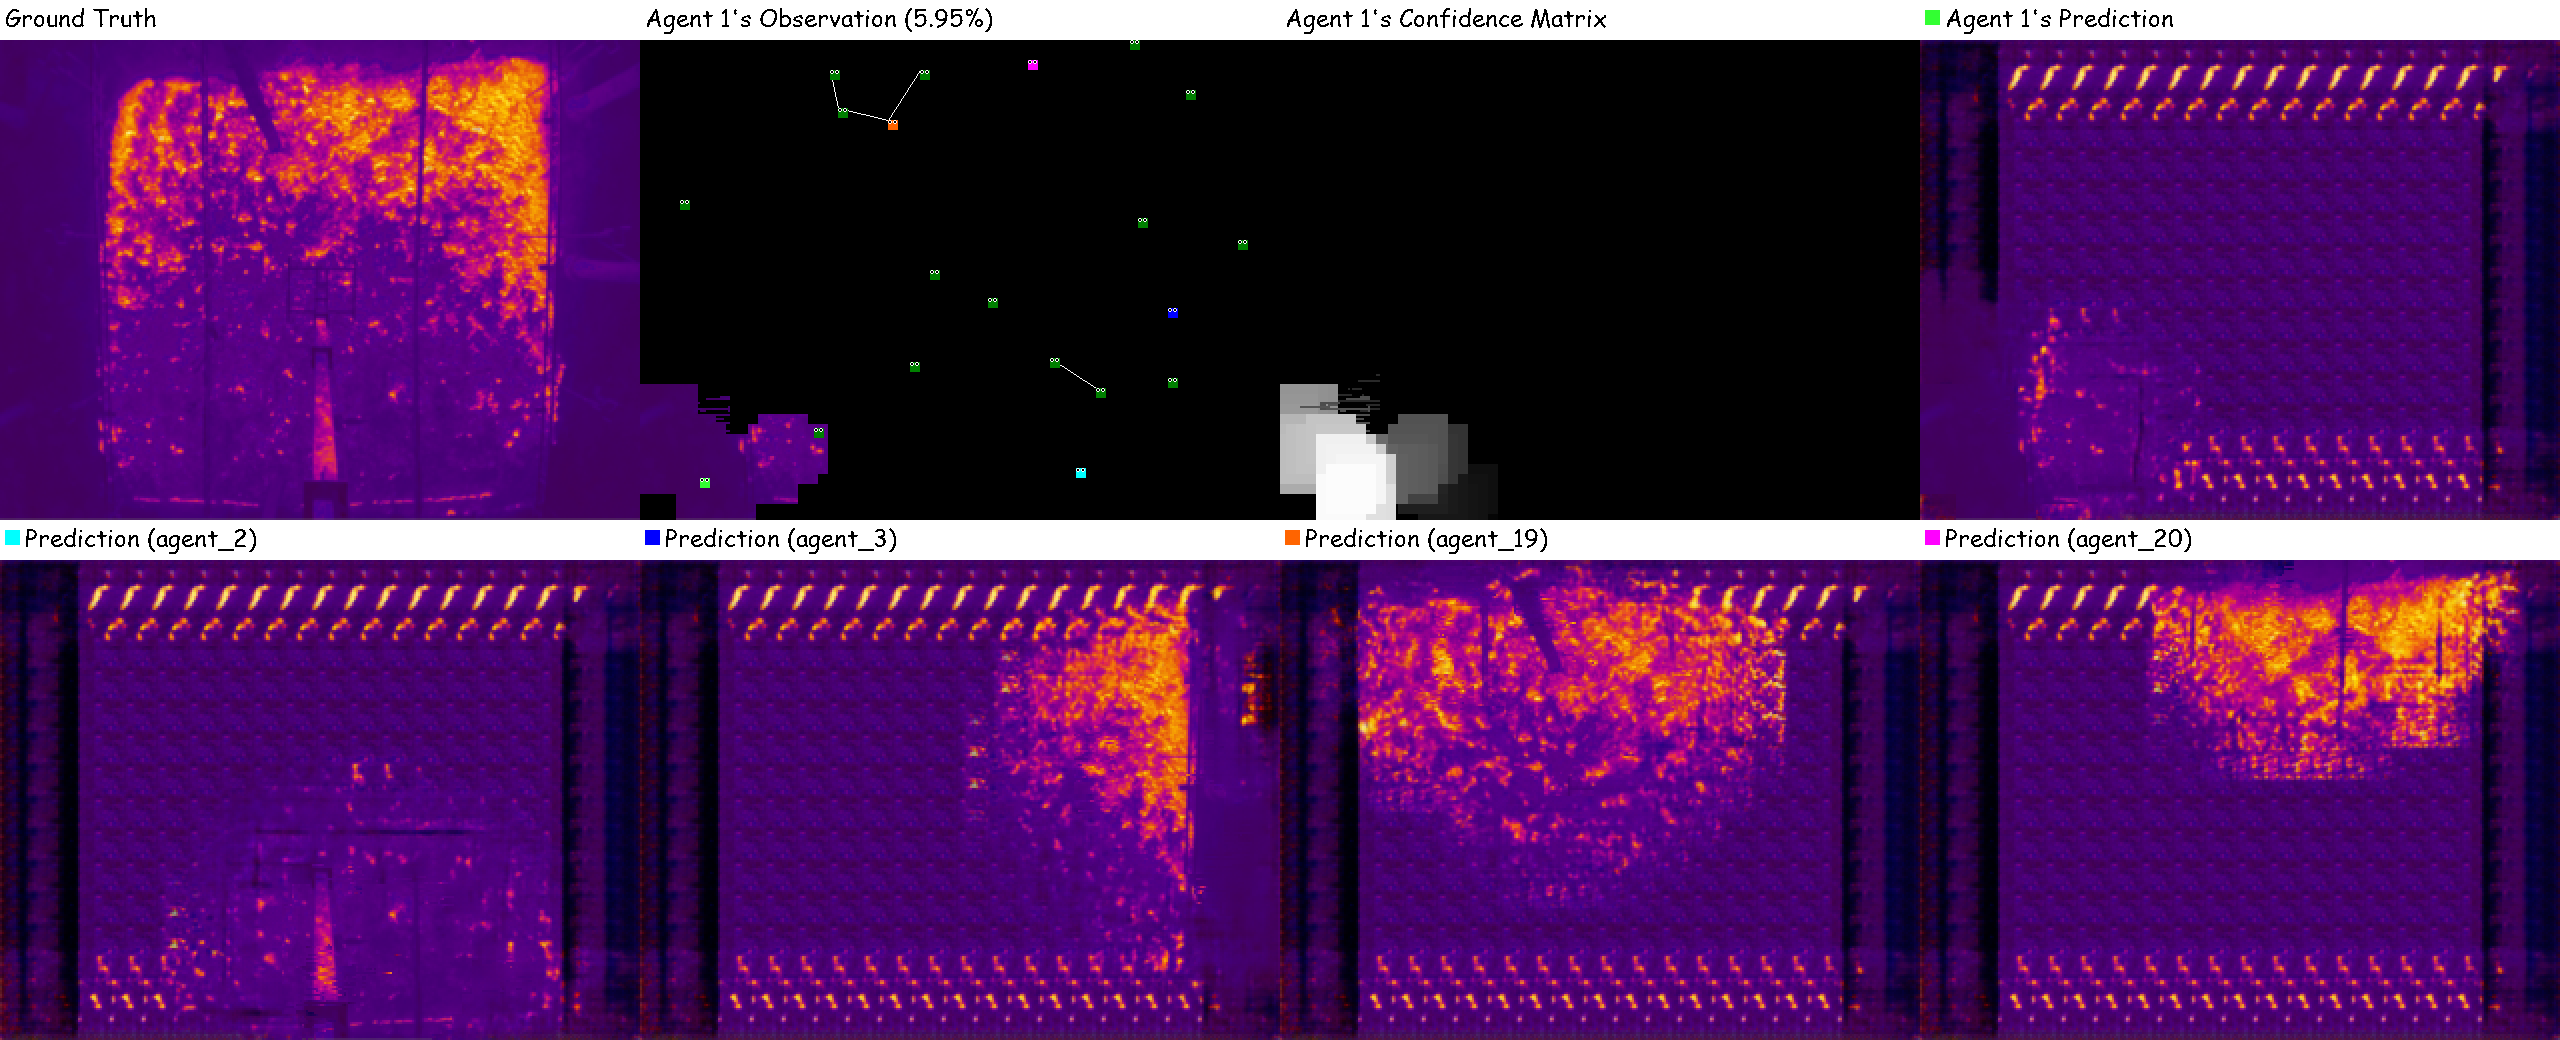 Ground Truth
Agent 1's Observation (5.95%)
Agent 1's Confidence Matrix
Agent 1's Prediction
Prediction (agent_2)
Prediction (agent_3)
Prediction (agent_19)
Prediction (agent_20)